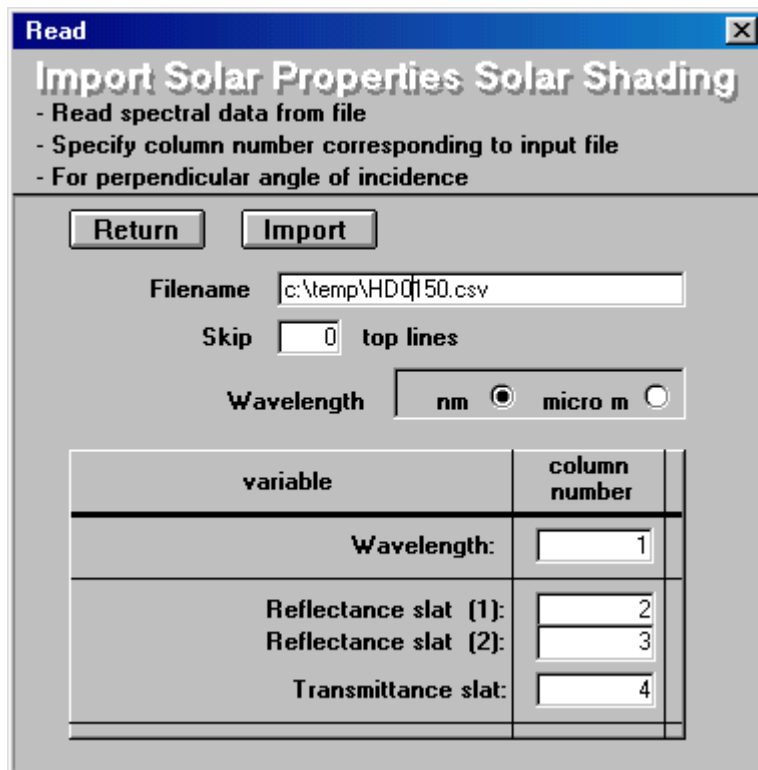 Read
Import Solar Properties Solar Shading
- Read spectral data from file
- Specify column number corresponding to input file
- For perpendicular angle of incidence
Return Import
Filename c:\temp\HD0150.csv
Skip 0 top lines
Wavelength nm micro m
variable column number
Wavelength: 1
Reflectance slat (1): 2
Reflectance slat (2): 3
Transmittance slat: 4